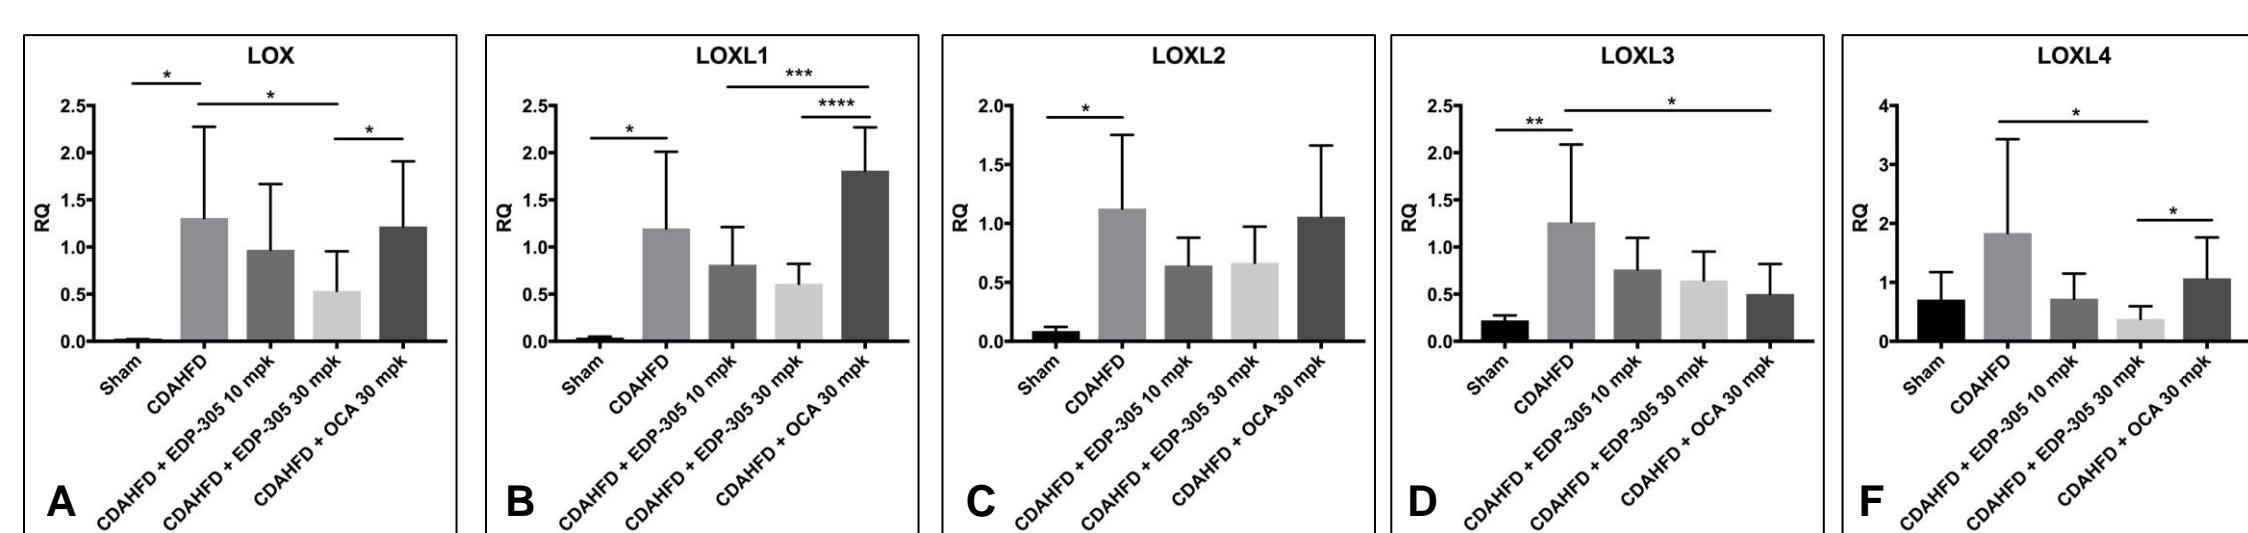 LOX
*
*
*
2.5
2.0
1.5
1.0
0.5
0.0
RQ
Sham
CDAHFD
CDAHFD + EDP-305 10 mpk
CDAHFD + EDP-305 30 mpk
CDAHFD + OCA 30 mpk
A
LOXL1
***
****
*
2.5
2.0
1.5
1.0
0.5
0.0
RQ
Sham
CDAHFD
CDAHFD + EDP-305 10 mpk
CDAHFD + EDP-305 30 mpk
CDAHFD + OCA 30 mpk
B
LOXL2
*
2.0
1.5
1.0
0.5
0.0
RQ
Sham
CDAHFD
CDAHFD + EDP-305 10 mpk
CDAHFD + EDP-305 30 mpk
CDAHFD + OCA 30 mpk
C
LOXL3
*
**
2.5
2.0
1.5
1.0
0.5
0.0
RQ
Sham
CDAHFD
CDAHFD + EDP-305 10 mpk
CDAHFD + EDP-305 30 mpk
CDAHFD + OCA 30 mpk
D
LOXL4
*
*
4
3
2
1
0
RQ
Sham
CDAHFD
CDAHFD + EDP-305 10 mpk
CDAHFD + EDP-305 30 mpk
CDAHFD + OCA 30 mpk
F